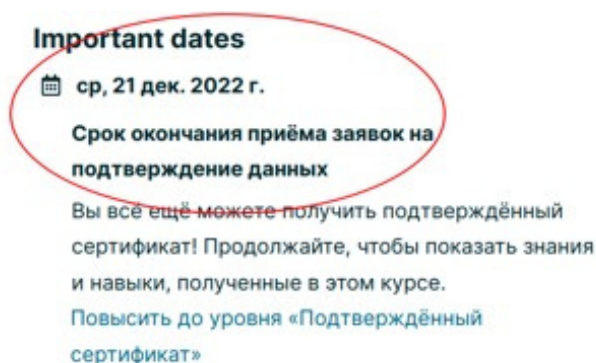 Important dates
ср, 21 дек. 2022 г.
Срок окончания приёма заявок на
подтверждение данных
Вы всё ещё можете получить подтверждённый
сертификат! Продолжайте, чтобы показать знания
и навыки, полученные в этом курсе.
Повысить до уровня «Подтверждённый
сертификат»